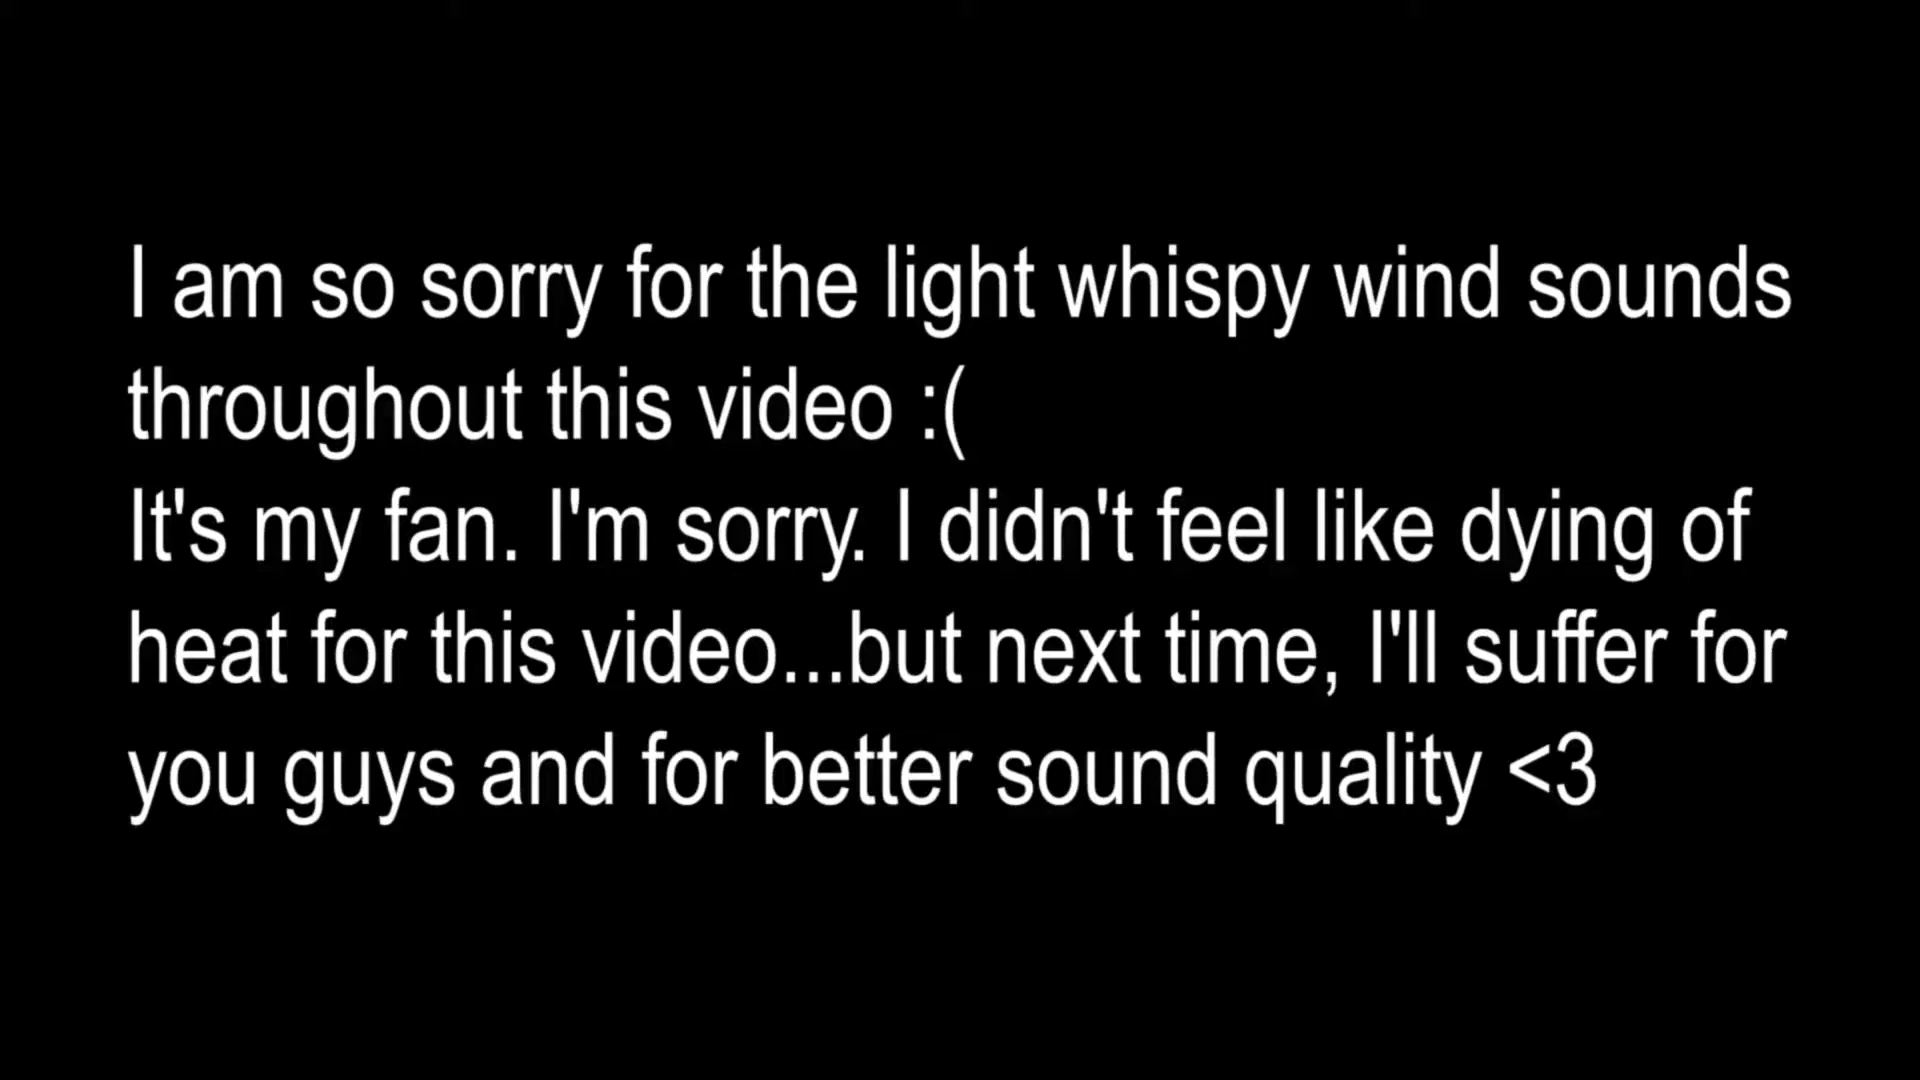 I am so sorry for the light whispy wind sounds
throughout this video :(
It's my fan. I'm sorry. I didn't feel like dying of
heat for this video...but next time, I'll suffer for
you guys and for better sound quality <3